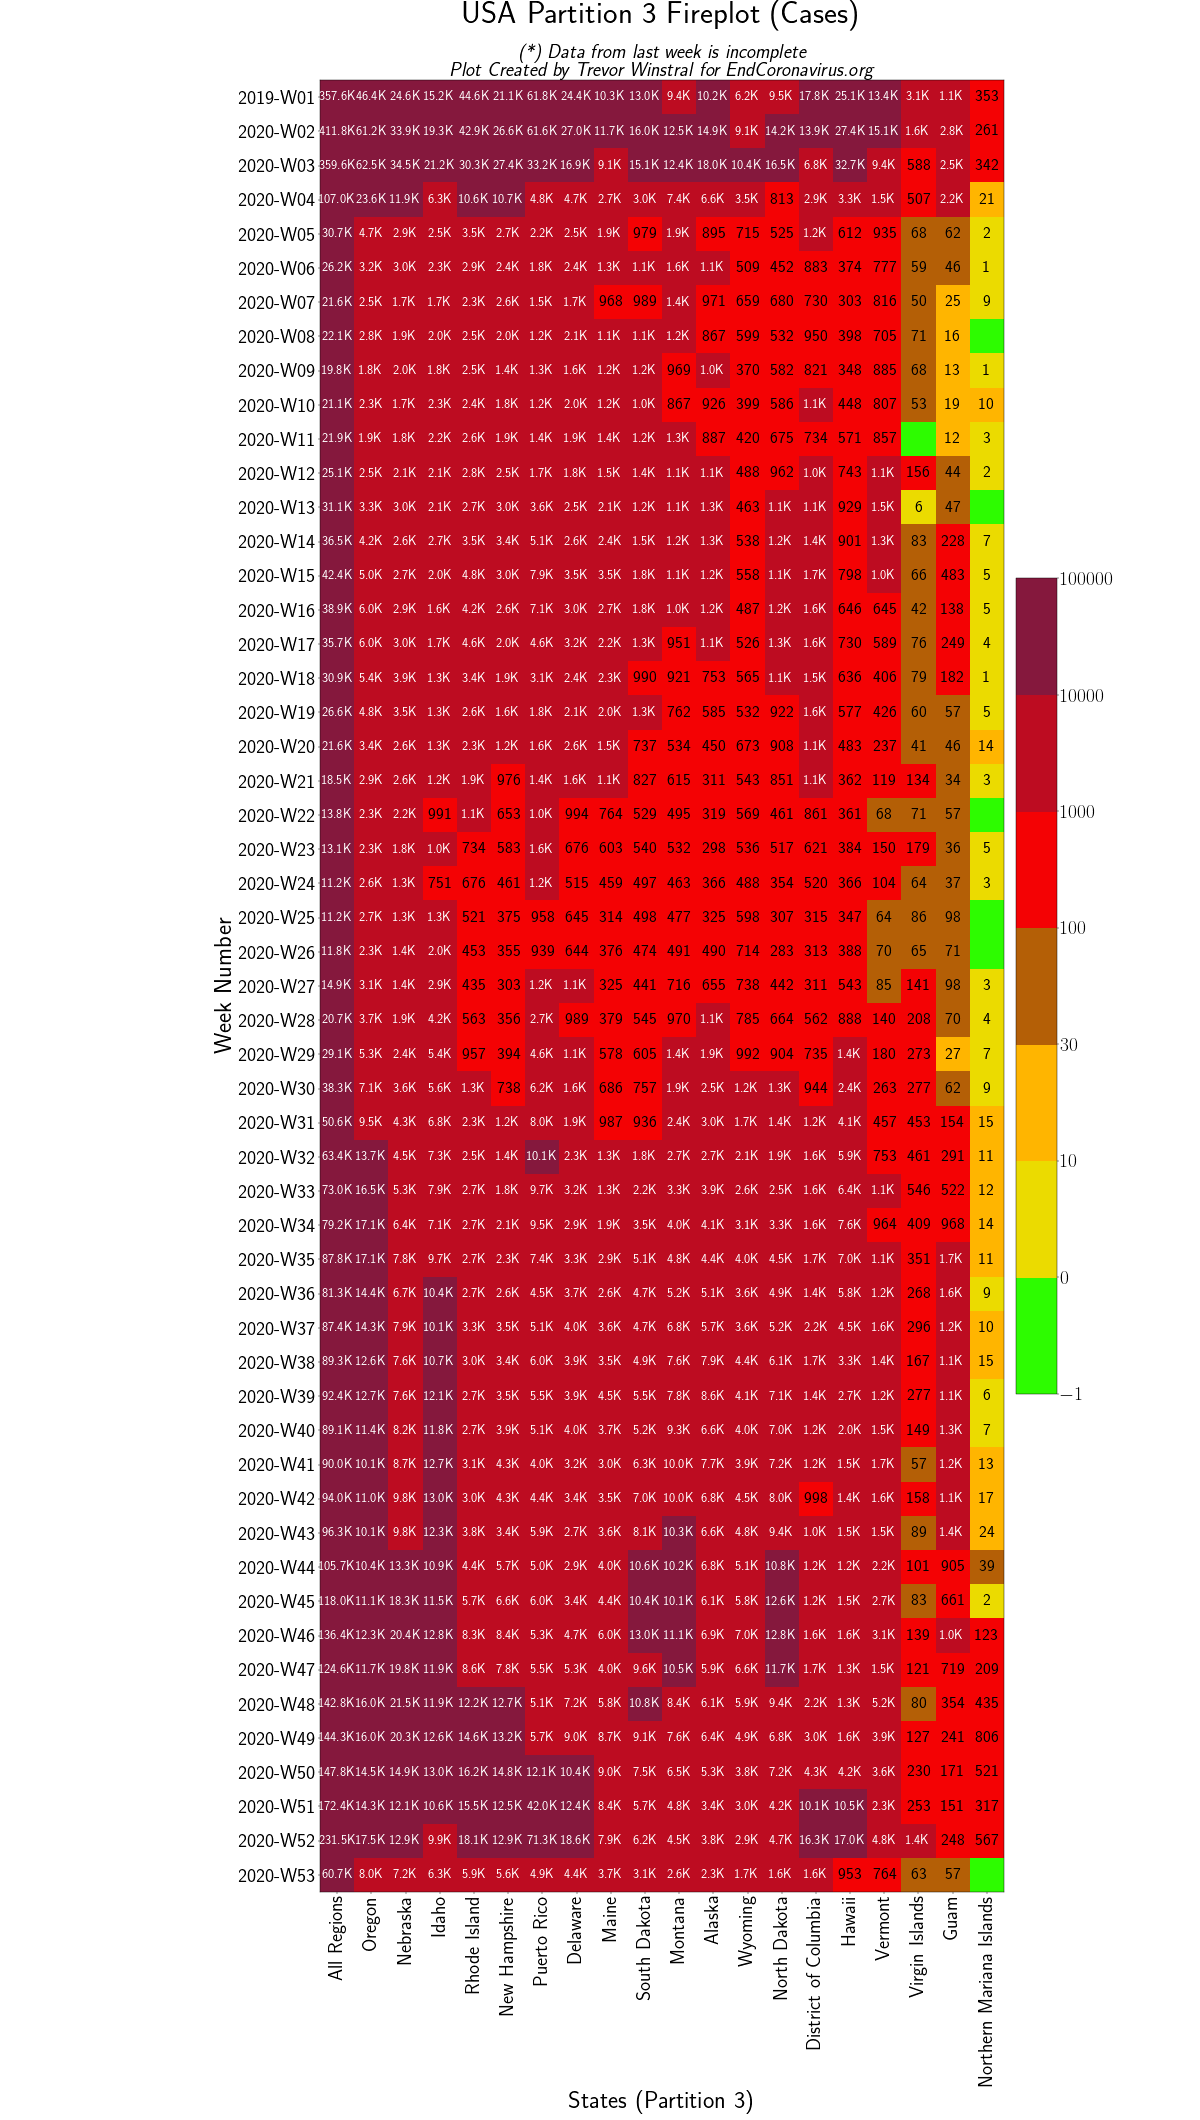 USA Partition 3 Fireplot (Cases)
(*) Data from last week is incomplete
Plot Created by Trevor Winstral for EndCoronavirus.org
2019-W01 357.6K 46.4K 24.6K 15.2K 44.6K 21.1K 61.8K 24.4K 10.3K 13.0K 9.4K 10.2K 6.2K 9.5K 17.8K 25.1K 13.4K 3.1K 1.1K 353
2020-W02 411.8K 61.2K 33.9K 19.3K 42.9K 26.6K 61.6K 27.0K 11.7K 16.0K 12.5K 14.9K 9.1K 14.2K 13.9K 27.4K 15.1K 1.6K 2.8K 261
2020-W03 359.6K 62.5K 34.5K 21.2K 30.3K 27.4K 33.2K 16.9K 9.1K 15.1K 12.4K 18.0K 10.4K 16.5K 6.8K 32.7K 9.4K 588 2.5K 342
2020-W04 107.0K 23.6K 11.9K 6.3K 10.6K 10.7K 4.8K 4.7K 2.7K 3.0K 7.4K 6.6K 3.5K 813 2.9K 3.3K 1.5K 507 2.2K 21
2020-W05 30.7K 4.7K 2.9K 2.5K 3.5K 2.7K 2.2K 2.5K 1.9K 979 1.9K 895 715 525 1.2K 612 935 68 62 2
2020-W06 26.2K 3.2K 3.0K 2.3K 2.9K 2.4K 1.8K 2.4K 1.3K 1.1K 1.6K 1.1K 509 452 883 374 777 59 46 1
2020-W07 21.6K 2.5K 1.7K 1.7K 2.3K 2.6K 1.5K 1.7K 968 989 1.4K 971 659 680 730 303 816 50 25 9
2020-W08 22.1K 2.8K 1.9K 2.0K 2.5K 2.0K 1.2K 2.1K 1.1K 1.1K 1.2K 867 599 532 950 398 705 71 16
2020-W09 19.8K 1.8K 2.0K 1.8K 2.5K 1.4K 1.3K 1.6K 1.2K 1.2K 969 1.0K 370 582 821 348 885 68 13 1
2020-W10 21.1K 2.3K 1.7K 2.3K 2.4K 1.8K 1.2K 2.0K 1.2K 1.0K 867 926 399 586 1.1K 448 807 53 19 10
2020-W11 21.9K 1.9K 1.8K 2.2K 2.6K 1.9K 1.4K 1.9K 1.4K 1.2K 1.3K 887 420 675 734 571 857 12 3
2020-W12 25.1K 2.5K 2.1K 2.1K 2.8K 2.5K 1.7K 1.8K 1.5K 1.4K 1.1K 1.1K 488 962 1.0K 743 1.1K 156 44 2
2020-W13 31.1K 3.3K 3.0K 2.1K 2.7K 3.0K 3.6K 2.5K 2.1K 1.2K 1.1K 1.3K 463 1.1K 1.1K 929 1.5K 6 47
2020-W14 36.5K 4.2K 2.6K 2.7K 3.5K 3.4K 5.1K 2.6K 2.4K 1.5K 1.2K 1.3K 538 1.2K 1.4K 901 1.3K 83 228 7
2020-W15 42.4K 5.0K 2.7K 2.0K 4.8K 3.0K 7.9K 3.5K 3.5K 1.8K 1.1K 1.2K 558 1.1K 1.7K 798 1.0K 66 483 5
2020-W16 38.9K 6.0K 2.9K 1.6K 4.2K 2.6K 7.1K 3.0K 2.7K 1.8K 1.0K 1.2K 487 1.2K 1.6K 646 645 42 138 5
2020-W17 35.7K 6.0K 3.0K 1.7K 4.6K 2.0K 4.6K 3.2K 2.2K 1.3K 951 1.1K 526 1.3K 1.6K 730 589 76 249 4
2020-W18 30.9K 5.4K 3.9K 1.3K 3.4K 1.9K 3.1K 2.4K 2.3K 990 921 753 565 1.1K 1.5K 636 406 79 182 1
2020-W19 26.6K 4.8K 3.5K 1.3K 2.6K 1.6K 1.8K 2.1K 2.0K 1.3K 762 585 532 922 1.6K 577 426 60 57 5
2020-W20 21.6K 3.4K 2.6K 1.3K 2.3K 1.2K 1.6K 2.6K 1.5K 737 534 450 673 908 1.1K 483 237 41 46 14
2020-W21 18.5K 2.9K 2.6K 1.2K 1.9K 976 1.4K 1.6K 1.1K 827 615 311 543 851 1.1K 362 119 134 34 3
2020-W22 13.8K 2.3K 2.2K 991 1.1K 653 1.0K 994 764 529 495 319 569 461 861 361 68 71 57
2020-W23 13.1K 2.3K 1.8K 1.0K 734 583 1.6K 676 603 540 532 298 536 517 621 384 150 179 36 5
2020-W24 11.2K 2.6K 1.3K 751 676 461 1.2K 515 459 497 463 366 488 354 520 366 104 64 37 3
2020-W25 11.2K 2.7K 1.3K 1.3K 521 375 958 645 314 498 477 325 598 307 315 347 64 86 98
2020-W26 11.8K 2.3K 1.4K 2.0K 453 355 939 644 376 474 491 490 714 283 313 388 70 65 71
2020-W27 14.9K 3.1K 1.4K 2.9K 435 303 1.2K 1.1K 325 441 716 655 738 442 311 543 85 141 98 3
2020-W28 20.7K 3.7K 1.9K 4.2K 563 356 2.7K 989 379 545 970 1.1K 785 664 562 888 140 208 70 4
2020-W29 29.1K 5.3K 2.4K 5.4K 957 394 4.6K 1.1K 578 605 1.4K 1.9K 992 904 735 1.4K 180 273 27 7
2020-W30 38.3K 7.1K 3.6K 5.6K 1.3K 738 6.2K 1.6K 686 757 1.9K 2.5K 1.2K 1.3K 944 2.4K 263 277 62 9
2020-W31 50.6K 9.5K 4.3K 6.8K 2.3K 1.2K 8.0K 1.9K 987 936 2.4K 3.0K 1.7K 1.4K 1.2K 4.1K 457 453 154 15
2020-W32 63.4K 13.7K 4.5K 7.3K 2.5K 1.4K 10.1K 2.3K 1.3K 1.8K 2.7K 2.7K 2.1K 1.9K 1.6K 5.9K 753 461 291 11
2020-W33 73.0K 16.5K 5.3K 7.9K 2.7K 1.8K 9.7K 3.2K 1.3K 2.2K 3.3K 3.9K 2.6K 2.5K 1.6K 6.4K 1.1K 546 522 12
2020-W34 79.2K 17.1K 6.4K 7.1K 2.7K 2.1K 9.5K 2.9K 1.9K 3.5K 4.0K 4.1K 3.1K 3.3K 1.6K 7.6K 964 409 968 14
2020-W35 87.8K 17.1K 7.8K 9.7K 2.7K 2.3K 7.4K 3.3K 2.9K 5.1K 4.8K 4.4K 4.0K 4.5K 1.7K 7.0K 1.1K 351 1.7K 11
2020-W36 81.3K 14.4K 6.7K 10.4K 2.7K 2.6K 4.5K 3.7K 2.6K 4.7K 5.2K 5.1K 3.6K 4.9K 1.4K 5.8K 1.2K 268 1.6K 9
2020-W37 87.4K 14.3K 7.9K 10.1K 3.3K 3.5K 5.1K 4.0K 3.6K 4.7K 6.8K 5.7K 3.6K 5.2K 2.2K 4.5K 1.6K 296 1.2K 10
2020-W38 89.3K 12.6K 7.6K 10.7K 3.0K 3.4K 6.0K 3.9K 3.5K 4.9K 7.6K 7.9K 4.4K 6.1K 1.7K 3.3K 1.4K 167 1.1K 15
2020-W39 92.4K 12.7K 7.6K 12.1K 2.7K 3.5K 5.5K 3.9K 4.5K 5.5K 7.8K 8.6K 4.1K 7.1K 1.4K 2.7K 1.2K 277 1.1K 6
2020-W40 89.1K 11.4K 8.2K 11.8K 2.7K 3.9K 5.1K 4.0K 3.7K 5.2K 9.3K 6.6K 4.0K 7.0K 1.2K 2.0K 1.5K 149 1.3K 7
2020-W41 90.0K 10.1K 8.7K 12.7K 3.1K 4.3K 4.0K 3.2K 3.0K 6.3K 10.0K 7.7K 3.9K 7.2K 1.2K 1.5K 1.7K 57 1.2K 13
2020-W42 94.0K 11.0K 9.8K 13.0K 3.0K 4.3K 4.4K 3.4K 3.5K 7.0K 10.0K 6.8K 4.5K 8.0K 998 1.4K 1.6K 158 1.1K 17
2020-W43 96.3K 10.1K 9.8K 12.3K 3.8K 3.4K 5.9K 2.7K 3.6K 8.1K 10.3K 6.6K 4.8K 9.4K 1.0K 1.5K 1.5K 89 1.4K 24
2020-W44 105.7K 10.4K 13.3K 10.9K 4.4K 5.7K 5.0K 2.9K 4.0K 10.6K 10.2K 6.8K 5.1K 10.8K 1.2K 1.2K 2.2K 101 905 39
2020-W45 118.0K 11.1K 18.3K 11.5K 5.7K 6.6K 6.0K 3.4K 4.4K 10.4K 10.1K 6.1K 5.8K 12.6K 1.2K 1.5K 2.7K 83 661 2
2020-W46 136.4K 12.3K 20.4K 12.8K 8.3K 8.4K 5.3K 4.7K 6.0K 13.0K 11.1K 6.9K 7.0K 12.8K 1.6K 1.6K 3.1K 139 1.0K 123
2020-W47 124.6K 11.7K 19.8K 11.9K 8.6K 7.8K 5.5K 5.3K 4.0K 9.6K 10.5K 5.9K 6.6K 11.7K 1.7K 1.3K 1.5K 121 719 209
2020-W48 142.8K 16.0K 21.5K 11.9K 12.2K 12.7K 5.1K 7.2K 5.8K 10.8K 8.4K 6.1K 5.9K 9.4K 2.2K 1.3K 5.2K 80 354 435
2020-W49 144.3K 16.0K 20.3K 12.6K 14.6K 13.2K 5.7K 9.0K 8.7K 9.1K 7.6K 6.4K 4.9K 6.8K 3.0K 1.6K 3.9K 127 241 806
2020-W50 147.8K 14.5K 14.9K 13.0K 16.2K 14.8K 12.1K 10.4K 9.0K 7.5K 6.5K 5.3K 3.8K 7.2K 4.3K 4.2K 3.6K 230 171 521
2020-W51 172.4K 14.3K 12.1K 10.6K 15.5K 12.5K 42.0K 12.4K 8.4K 5.7K 4.8K 3.4K 3.0K 4.2K 10.1K 10.5K 2.3K 253 151 317
2020-W52 231.5K 17.5K 12.9K 9.9K 18.1K 12.9K 71.3K 18.6K 7.9K 6.2K 4.5K 3.8K 2.9K 4.7K 16.3K 17.0K 4.8K 1.4K 248 567
2020-W53 60.7K 8.0K 7.2K 6.3K 5.9K 5.6K 4.9K 4.4K 3.7K 3.1K 2.6K 2.3K 1.7K 1.6K 1.6K 953 764 63 57
Week Number
All Regions
Oregon
Nebraska
Idaho
Rhode Island
New Hampshire
Puerto Rico
Delaware
Maine
South Dakota
Montana
Alaska
Wyoming
North Dakota
District of Columbia
Hawaii
Vermont
Virgin Islands
Guam
Northern Mariana Islands
States (Partition 3)
100000
10000
1000
100
30
10
0
−1